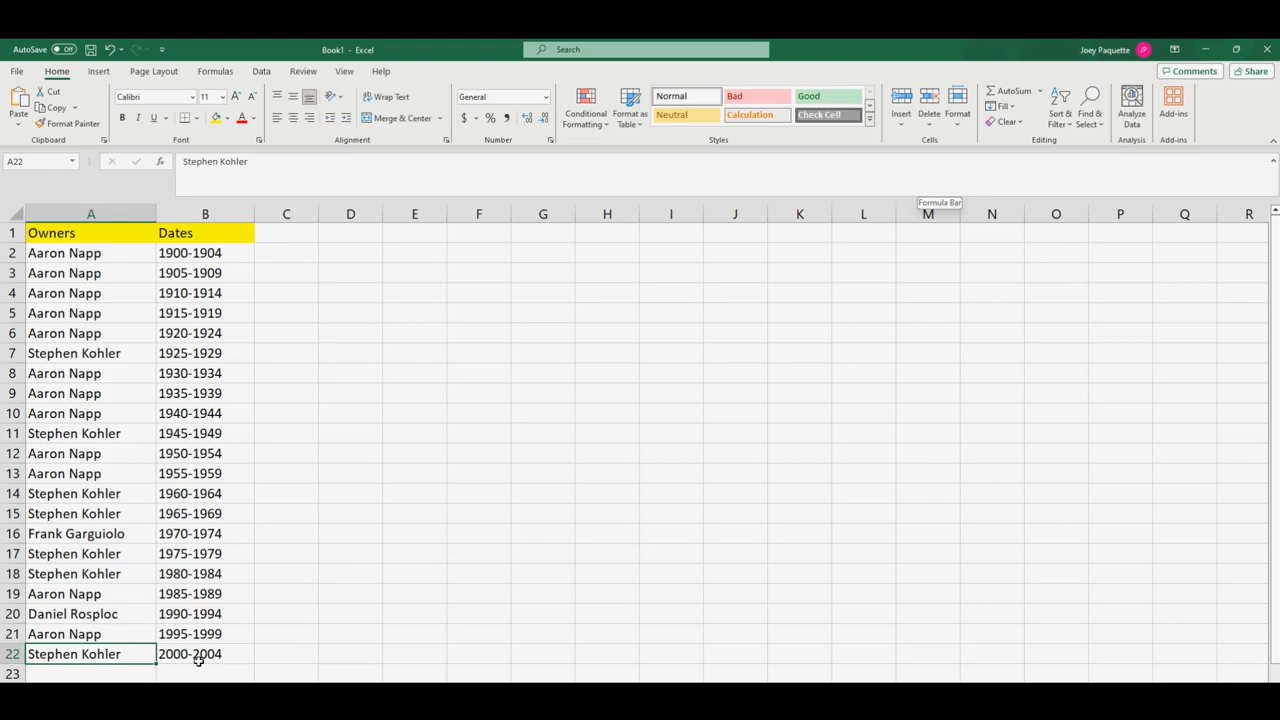 AutoSave Off Book1 - Excel Search Joey Paquette JP
File Home Insert Page Layout Formulas Data Review View Help Comments Share
Paste Cut Copy Format Painter
Clipboard
Calibri 11
B I U
Font
Wrap Text
Merge & Center
Alignment
General
$ % ,
Number
Conditional Formatting Format as Table
Normal Bad Good
Neutral Calculation Check Cell
Styles
Insert Delete Format
Cells
AutoSum
Fill
Clear
Sort & Filter Find & Select
Editing
Analyze Data
Analysis
Add-ins
Add-ins
A22 fx Stephen Kohler
Formula Bar
A B C D E F G H I J K L M N O P Q R
1 Owners Dates
2 Aaron Napp 1900-1904
3 Aaron Napp 1905-1909
4 Aaron Napp 1910-1914
5 Aaron Napp 1915-1919
6 Aaron Napp 1920-1924
7 Stephen Kohler 1925-1929
8 Aaron Napp 1930-1934
9 Aaron Napp 1935-1939
10 Aaron Napp 1940-1944
11 Stephen Kohler 1945-1949
12 Aaron Napp 1950-1954
13 Aaron Napp 1955-1959
14 Stephen Kohler 1960-1964
15 Stephen Kohler 1965-1969
16 Frank Garguiolo 1970-1974
17 Stephen Kohler 1975-1979
18 Stephen Kohler 1980-1984
19 Aaron Napp 1985-1989
20 Daniel Rosploc 1990-1994
21 Aaron Napp 1995-1999
22 Stephen Kohler 2000-2004
23